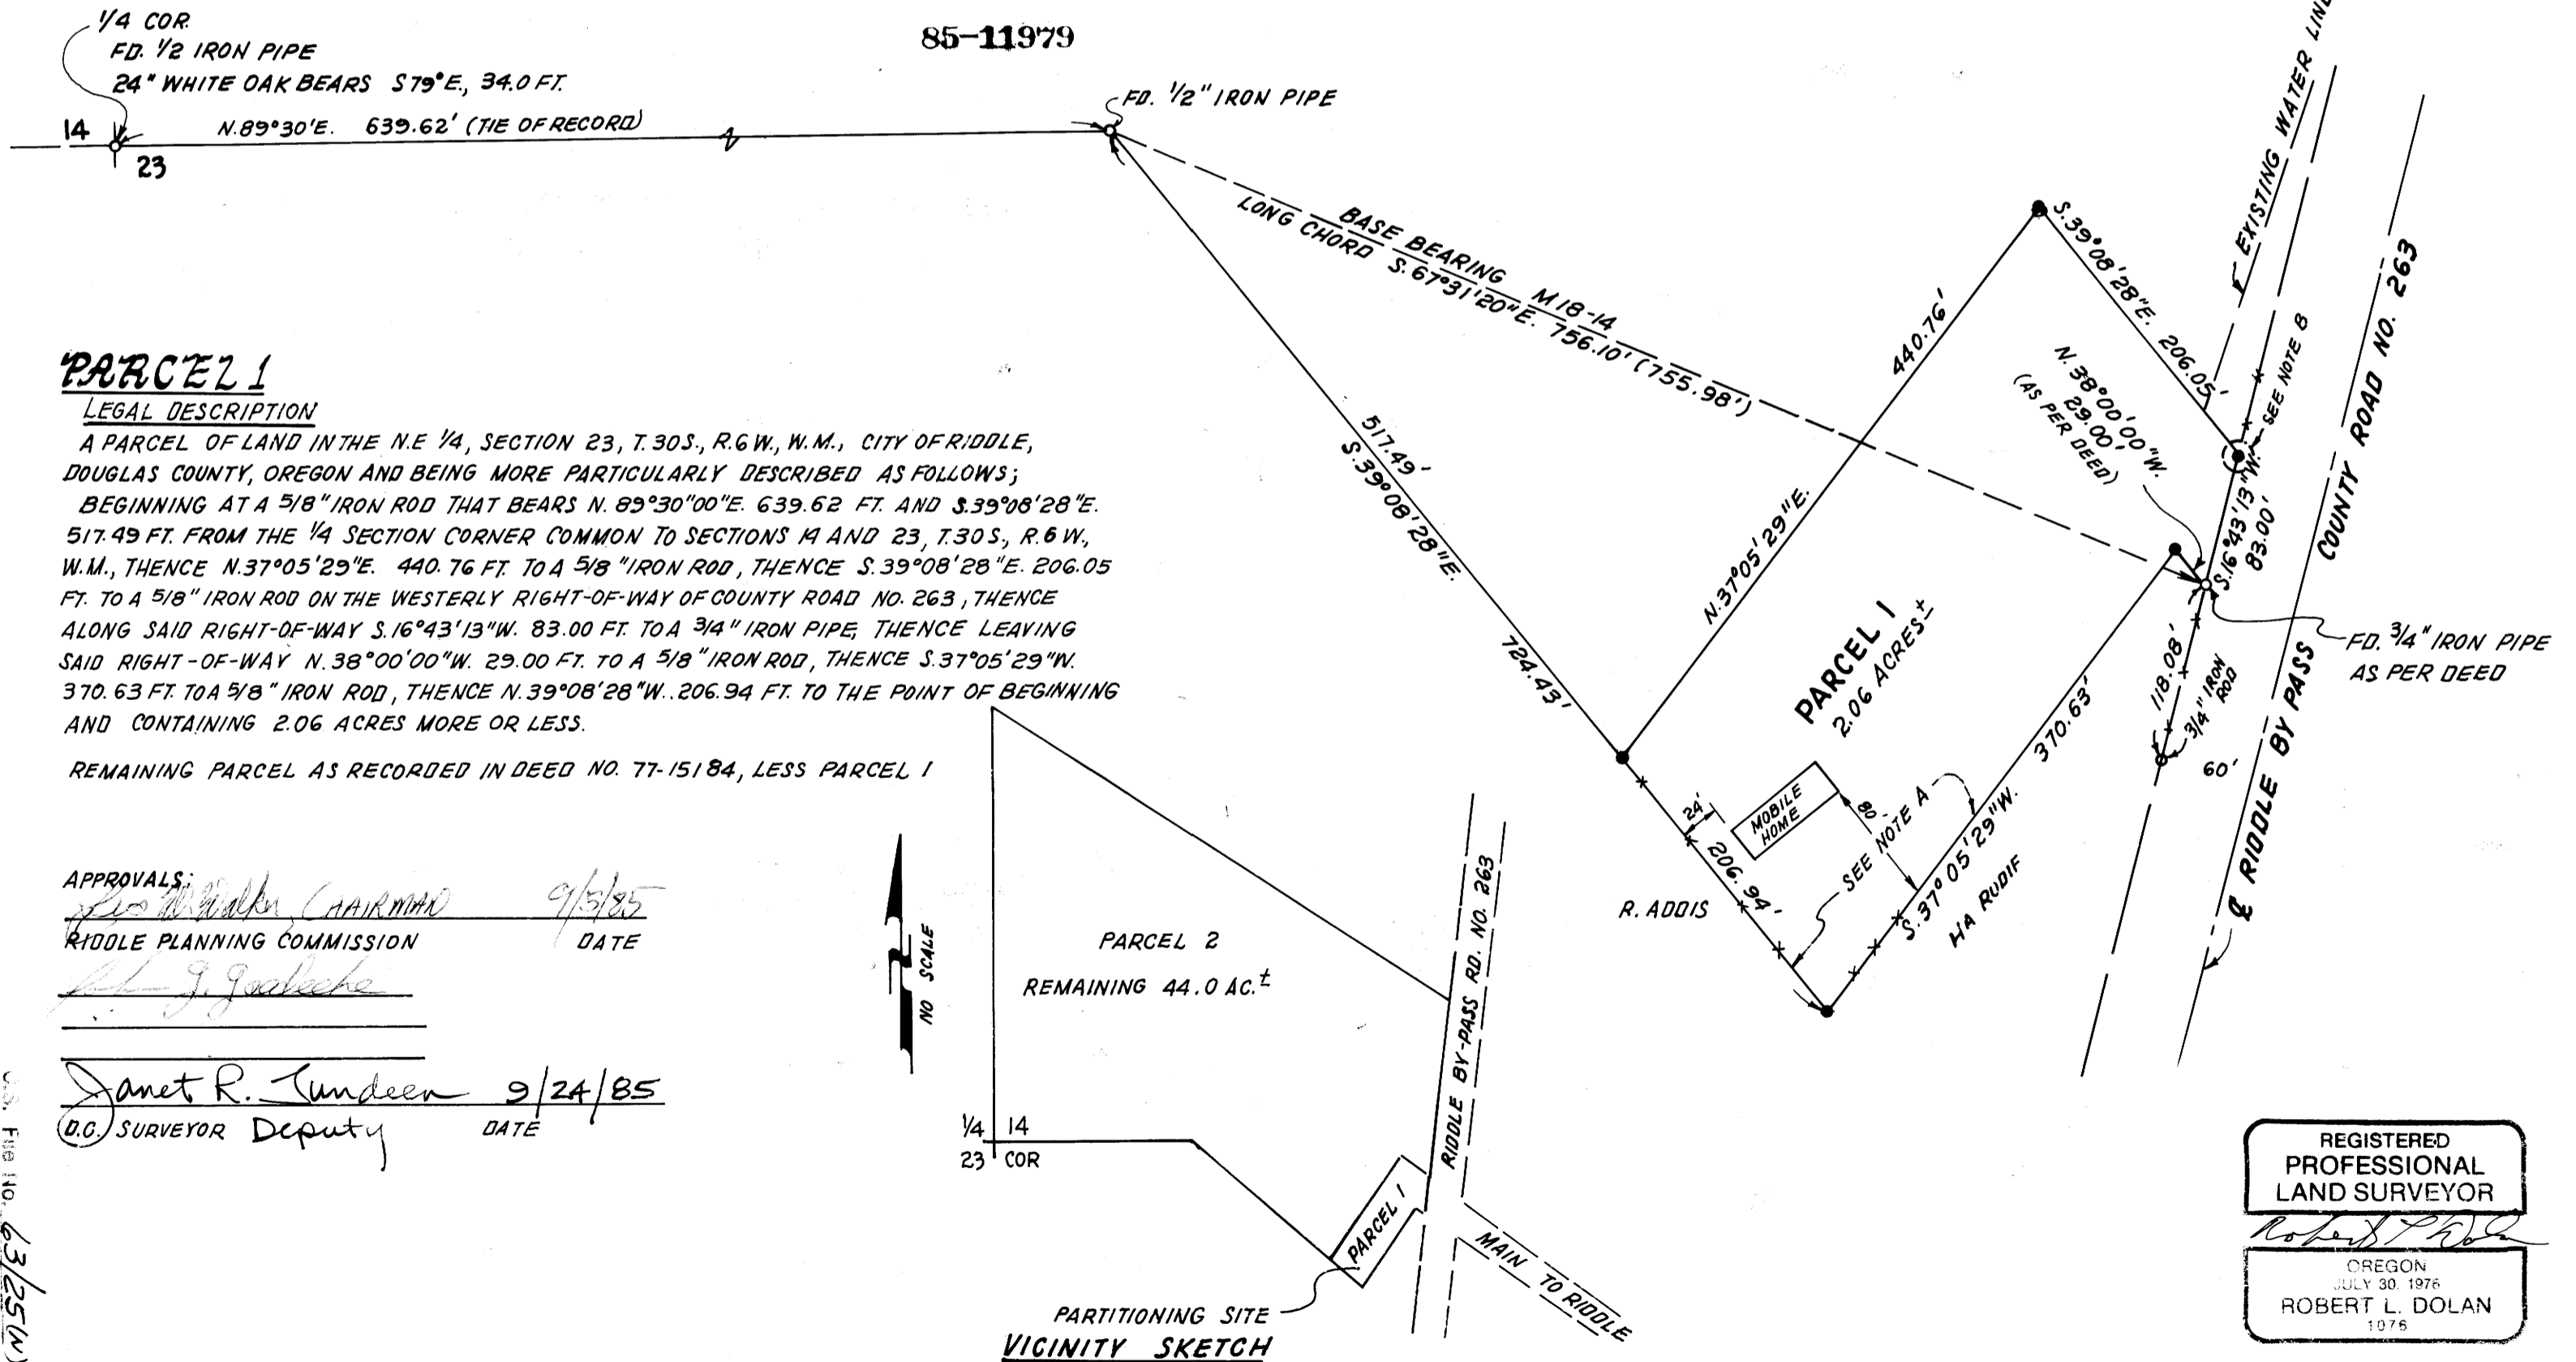 85-11979
1/4 COR.
FD. 1/2 IRON PIPE
24" WHITE OAK BEARS S79°E., 34.0 FT.
14
N.89°30'E. 639.62' (TIE OF RECORD)
23
FD. 1/2" IRON PIPE
BASE BEARING M18-14
LONG CHORD S.67°31'20"E. 756.10' (755.98')
517.49'
S.39°08'28"E.
724.43'
440.76'
N.37°05'29"E.
S.39°08'28"E. 206.05'
EXISTING WATER LINE
SEE NOTE B
N.38°00'00"W.
29.00'
(AS PER DEED)
S.16°43'13"W.
83.00'
COUNTY ROAD NO. 263
℄ RIDDLE BY PASS
FD. 3/4" IRON PIPE
AS PER DEED
118.08'
3/4" IRON
ROD
60'
PARCEL 1
2.06 ACRES±
370.63'
S.37°05'29"W.
HA RUDIF
MOBILE
HOME
24'
80'
SEE NOTE A
206.94'
R. ADDIS
PARCEL 1
LEGAL DESCRIPTION
A PARCEL OF LAND IN THE N.E 1/4, SECTION 23, T.30S., R.6W., W.M., CITY OF RIDDLE,
DOUGLAS COUNTY, OREGON AND BEING MORE PARTICULARLY DESCRIBED AS FOLLOWS;
BEGINNING AT A 5/8" IRON ROD THAT BEARS N. 89°30"00"E. 639.62 FT. AND S.39°08'28"E.
517.49 FT. FROM THE 1/4 SECTION CORNER COMMON TO SECTIONS 14 AND 23, T.30S., R.6W.,
W.M., THENCE N.37°05'29"E. 440.76 FT. TO A 5/8" IRON ROD, THENCE S.39°08'28"E. 206.05
FT. TO A 5/8" IRON ROD ON THE WESTERLY RIGHT-OF-WAY OF COUNTY ROAD NO. 263, THENCE
ALONG SAID RIGHT-OF-WAY S.16°43'13"W. 83.00 FT. TO A 3/4" IRON PIPE, THENCE LEAVING
SAID RIGHT-OF-WAY N.38°00'00"W. 29.00 FT. TO A 5/8" IRON ROD, THENCE S.37°05'29"W.
370.63 FT. TO A 5/8" IRON ROD, THENCE N.39°08'28"W. 206.94 FT. TO THE POINT OF BEGINNING
AND CONTAINING 2.06 ACRES MORE OR LESS.
REMAINING PARCEL AS RECORDED IN DEED NO. 77-15184, LESS PARCEL 1
APPROVALS:
Walker, CHAIRMAN 9/5/85
RIDDLE PLANNING COMMISSION DATE
Janet R. Lundeen 9/24/85
D.C. SURVEYOR Deputy DATE
File No. 63/25(N)
NO SCALE
PARCEL 2
REMAINING 44.0 AC.±
1/4 14
23 COR
RIDDLE BY-PASS RD. NO. 263
PARCEL 1
MAIN TO RIDDLE
PARTITIONING SITE
VICINITY SKETCH
REGISTERED
PROFESSIONAL
LAND SURVEYOR
Robert L Dolan
OREGON
JULY 30, 1976
ROBERT L. DOLAN
1076